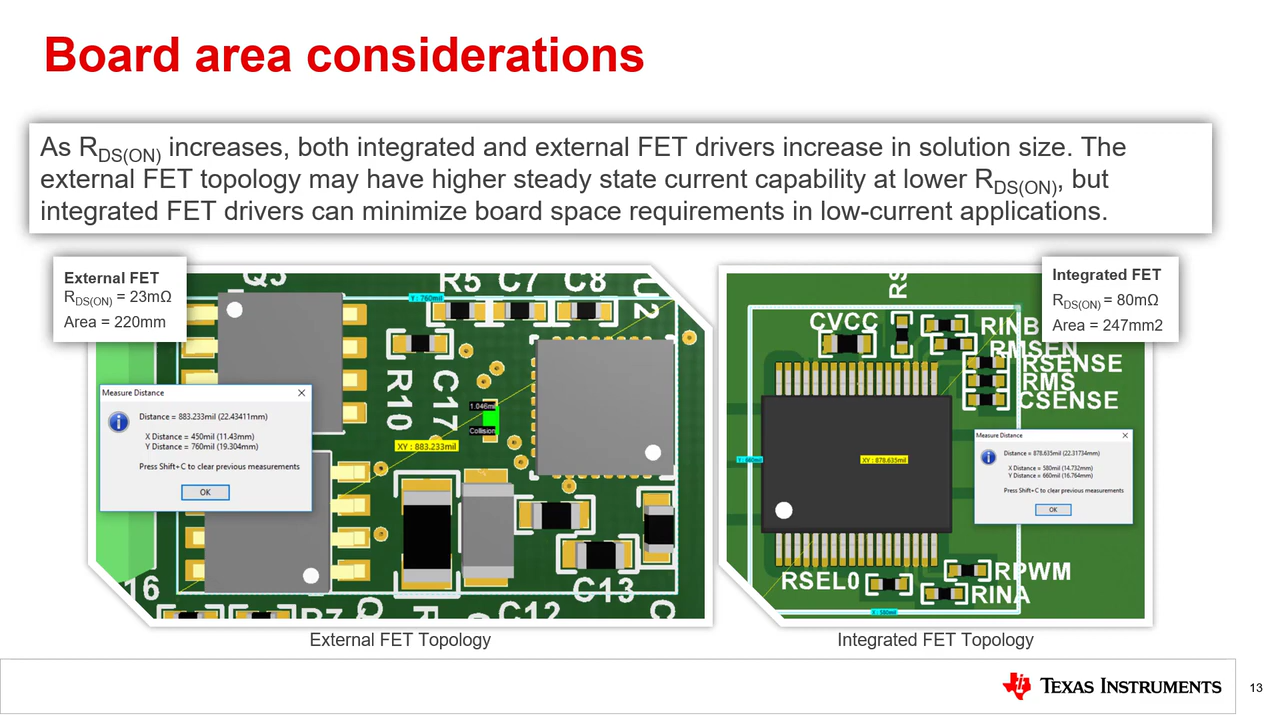 Board area considerations
As RDS(ON) increases, both integrated and external FET drivers increase in solution size. The
external FET topology may have higher steady state current capability at lower RDS(ON), but
integrated FET drivers can minimize board space requirements in low-current applications.
External FET
RDS(ON) = 23mΩ
Area = 220mm
Integrated FET
RDS(ON) = 80mΩ
Area = 247mm2
Q3
Y : 760mil
R5
C7
C8
U2
R10
C17
1.046mil
Collision
XY : 883.233mil
Measure Distance
Distance = 883.233mil (22.43411mm)
X Distance = 450mil (11.43mm)
Y Distance = 760mil (19.304mm)
Press Shift+C to clear previous measurements
OK
16
C13
C12
RS
CVCC
RINB
RMSEN
RSENSE
RMS
CSENSE
XY : 878.635mil
Measure Distance
Distance = 878.635mil (22.31734mm)
X Distance = 580mil (14.732mm)
Y Distance = 660mil (16.764mm)
Press Shift+C to clear previous measurements
OK
RSEL0
RPWM
RINA
X : 580mil
External FET Topology
Integrated FET Topology
TEXAS INSTRUMENTS
13